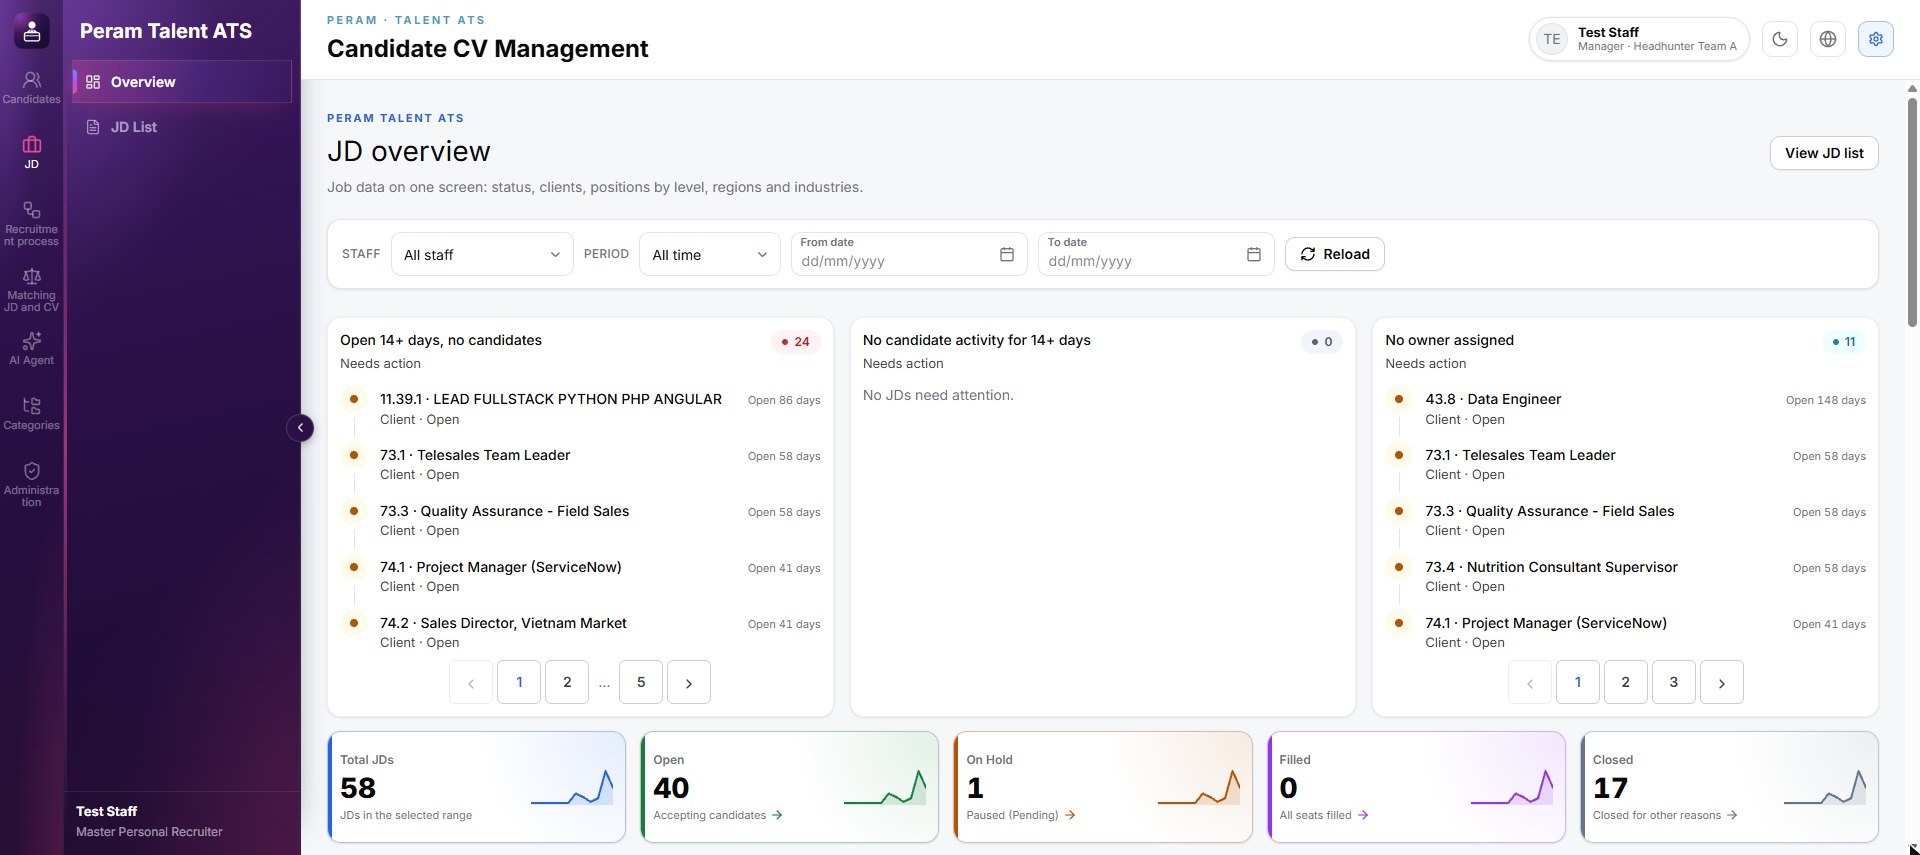 Peram Talent ATS
Candidates
JD
Recruitme
nt process
Matching
JD and CV
AI Agent
Categories
Administra
tion
Overview
JD List
Test Staff
Master Personal Recruiter
PERAM · TALENT ATS
Candidate CV Management
TE
Test Staff
Manager · Headhunter Team A
PERAM TALENT ATS
JD overview
Job data on one screen: status, clients, positions by level, regions and industries.
View JD list
STAFF
All staff
PERIOD
All time
From date
dd/mm/yyyy
To date
dd/mm/yyyy
Reload
Open 14+ days, no candidates
24
Needs action
11.39.1 · LEAD FULLSTACK PYTHON PHP ANGULAR
Open 86 days
Client · Open
73.1 · Telesales Team Leader
Open 58 days
Client · Open
73.3 · Quality Assurance - Field Sales
Open 58 days
Client · Open
74.1 · Project Manager (ServiceNow)
Open 41 days
Client · Open
74.2 · Sales Director, Vietnam Market
Open 41 days
Client · Open
1 2 ... 5
No candidate activity for 14+ days
0
Needs action
No JDs need attention.
No owner assigned
11
Needs action
43.8 · Data Engineer
Open 148 days
Client · Open
73.1 · Telesales Team Leader
Open 58 days
Client · Open
73.3 · Quality Assurance - Field Sales
Open 58 days
Client · Open
73.4 · Nutrition Consultant Supervisor
Open 58 days
Client · Open
74.1 · Project Manager (ServiceNow)
Open 41 days
Client · Open
1 2 3
Total JDs
58
JDs in the selected range
Open
40
Accepting candidates →
On Hold
1
Paused (Pending) →
Filled
0
All seats filled →
Closed
17
Closed for other reasons →